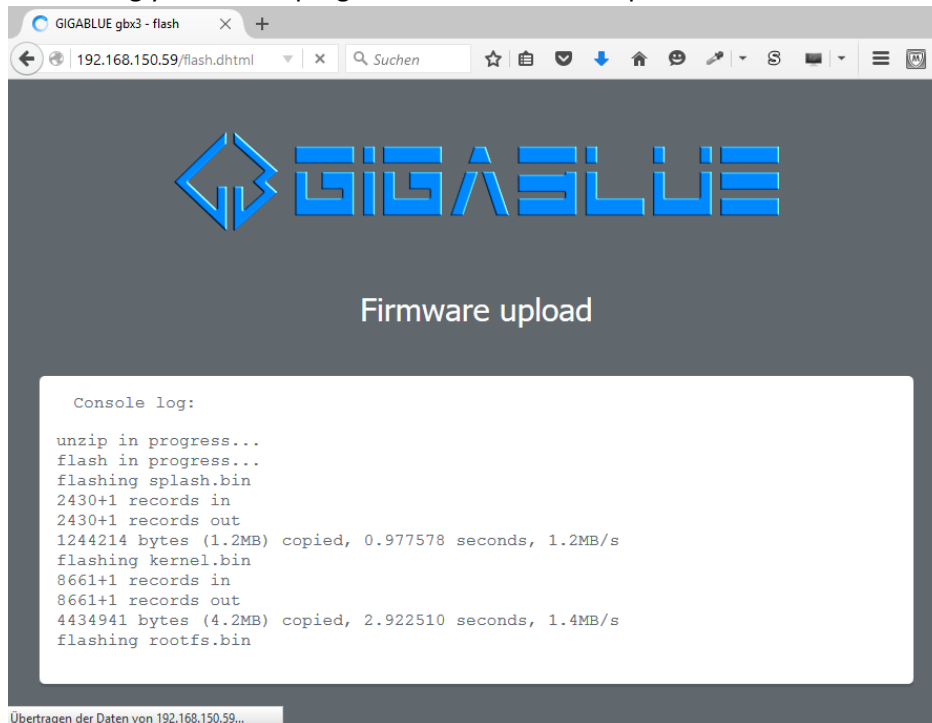 GIGABLUE gbx3 - flash
192.168.150.59/flash.dhtml
Suchen
GIGABLUE
Firmware upload
Console log:
unzip in progress...
flash in progress...
flashing splash.bin
2430+1 records in
2430+1 records out
1244214 bytes (1.2MB) copied, 0.977578 seconds, 1.2MB/s
flashing kernel.bin
8661+1 records in
8661+1 records out
4434941 bytes (4.2MB) copied, 2.922510 seconds, 1.4MB/s
flashing rootfs.bin
Übertragen der Daten von 192.168.150.59...